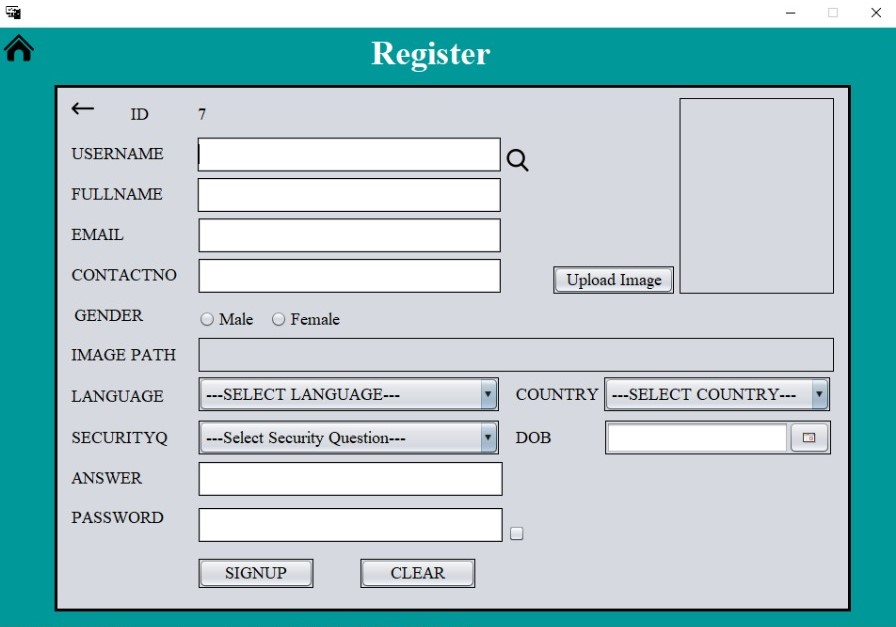 Register
ID 7
USERNAME
FULLNAME
EMAIL
CONTACTNO
Upload Image
GENDER Male Female
IMAGE PATH
LANGUAGE ---SELECT LANGUAGE--- COUNTRY ---SELECT COUNTRY---
SECURITYQ ---Select Security Question--- DOB
ANSWER
PASSWORD
SIGNUP CLEAR